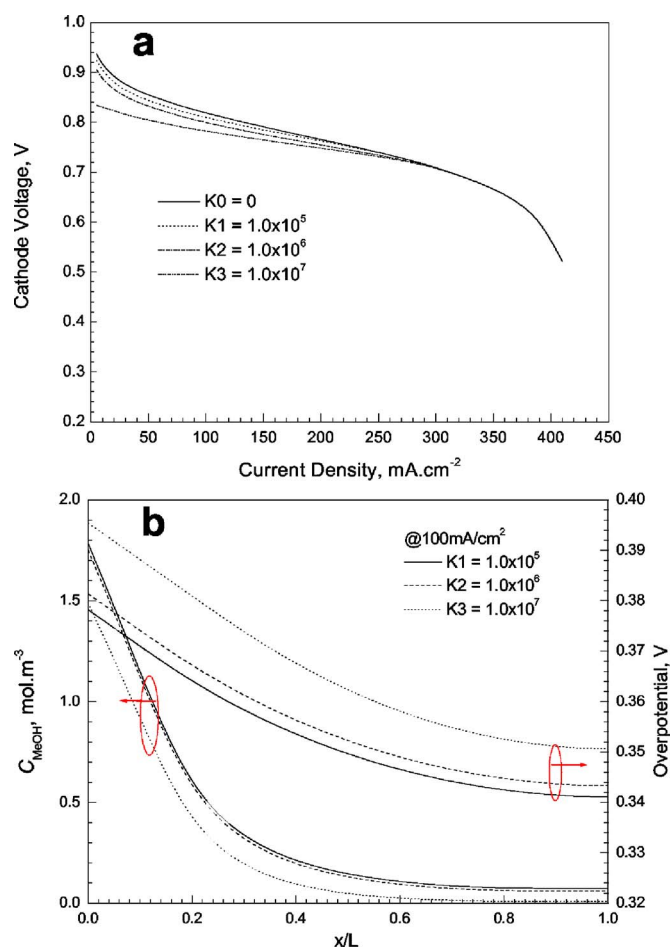 a
1.0
0.9
0.8
0.7
0.6
0.5
0.4
0.3
0.2
Cathode Voltage, V
K0 = 0
K1 = 1.0x10⁵
K2 = 1.0x10⁶
K3 = 1.0x10⁷
0 50 100 150 200 250 300 350 400 450
Current Density, mA.cm⁻²
b
2.0
1.5
1.0
0.5
0.0
C_MeOH, mol.m⁻³
@100mA/cm²
K1 = 1.0x10⁵
K2 = 1.0x10⁶
K3 = 1.0x10⁷
0.40
0.39
0.38
0.37
0.36
0.35
0.34
0.33
0.32
Overpotential, V
0.0 0.2 0.4 0.6 0.8 1.0
x/L